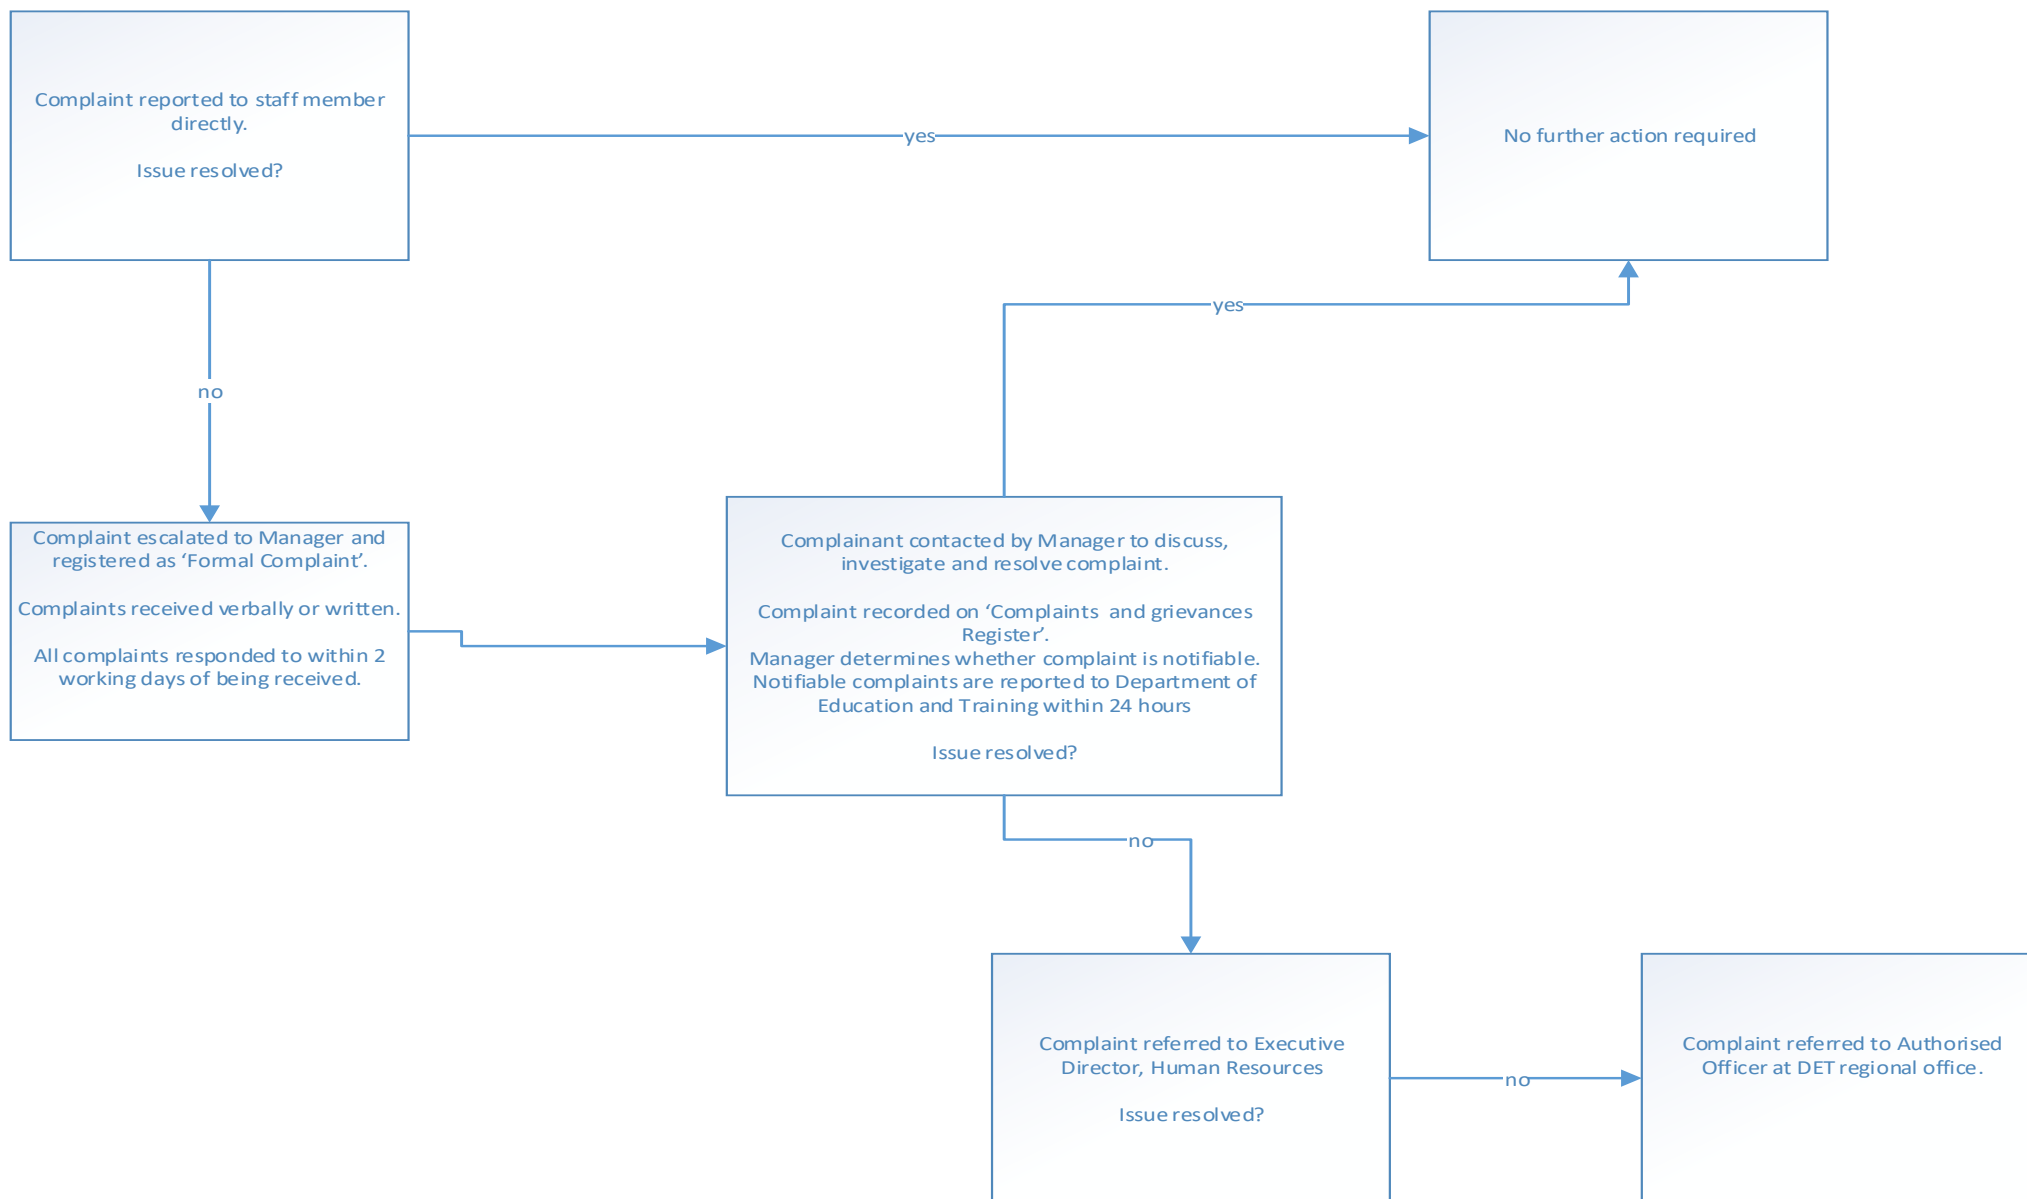 Complaint reported to staff member
directly.
Issue resolved?
yes
No further action required
yes
no
Complaint escalated to Manager and
registered as ‘Formal Complaint’.
Complaints received verbally or written.
All complaints responded to within 2
working days of being received.
Complainant contacted by Manager to discuss,
investigate and resolve complaint.
Complaint recorded on ‘Complaints and grievances
Register’.
Manager determines whether complaint is notifiable.
Notifiable complaints are reported to Department of
Education and Training within 24 hours
Issue resolved?
no
Complaint referred to Executive
Director, Human Resources
Issue resolved?
no
Complaint referred to Authorised
Officer at DET regional office.